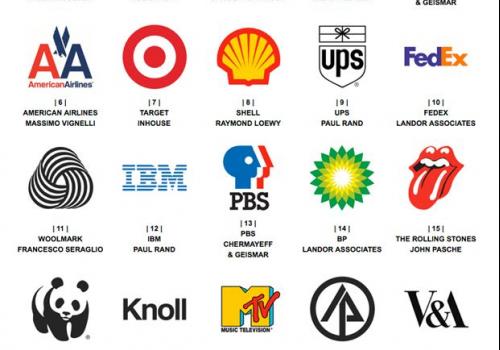 & GEISMAR
AA
AmericanAirlines®
ups
FedEx
| 6 |
AMERICAN AIRLINES
MASSIMO VIGNELLI
| 7 |
TARGET
INHOUSE
| 8 |
SHELL
RAYMOND LOEWY
| 9 |
UPS
PAUL RAND
| 10 |
FEDEX
LANDOR ASSOCIATES
IBM
PBS
| 11 |
WOOLMARK
FRANCESCO SERAGLIO
| 12 |
IBM
PAUL RAND
| 13 |
PBS
CHERMAYEFF
& GEISMAR
| 14 |
BP
LANDOR ASSOCIATES
| 15 |
THE ROLLING STONES
JOHN PASCHE
®
Knoll
MTV
MUSIC TELEVISION®
V&A